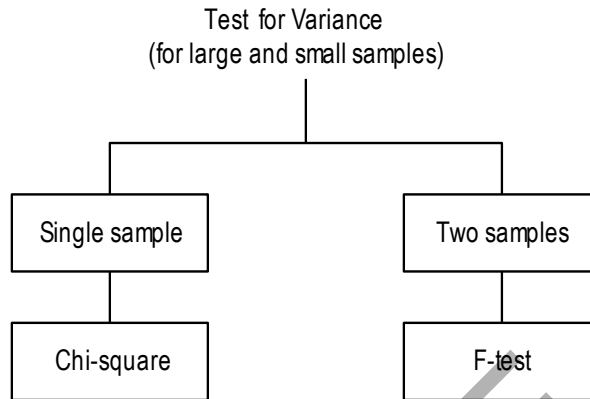 Test for Variance
(for large and small samples)
Single sample
Two samples
Chi-square
F-test